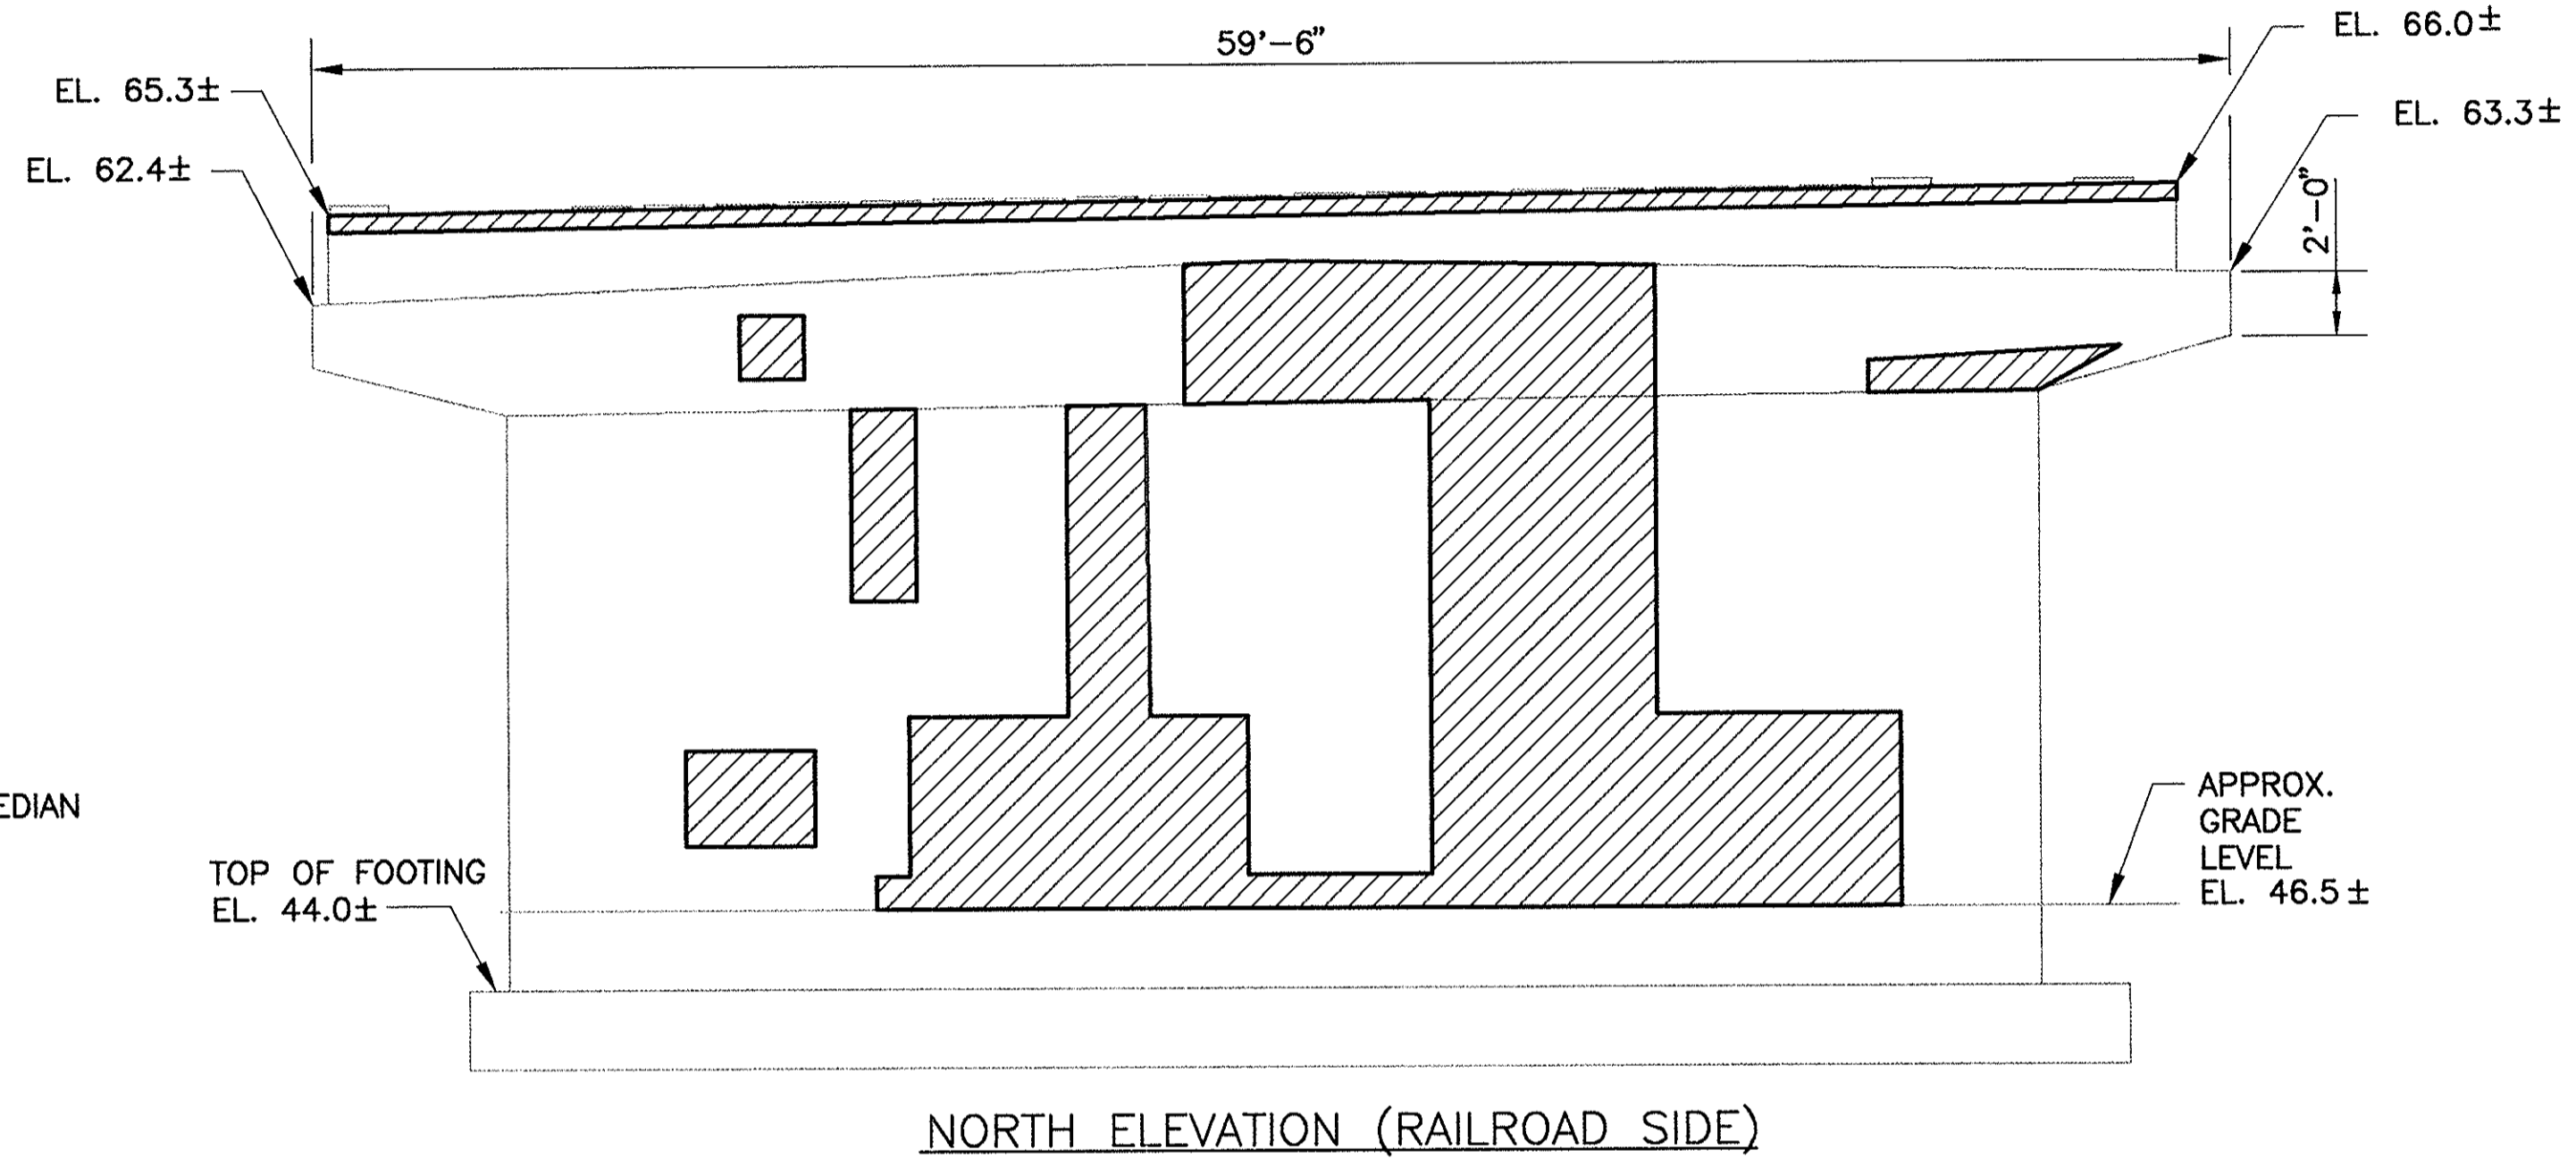 59'-6"
EL. 66.0±
EL. 65.3±
EL. 63.3±
EL. 62.4±
2'-0"
EDIAN
APPROX.
GRADE
LEVEL
EL. 46.5±
TOP OF FOOTING
EL. 44.0±
NORTH ELEVATION (RAILROAD SIDE)